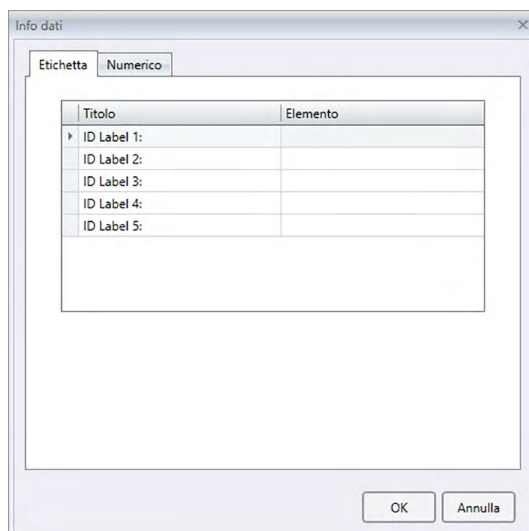 Info dati
Etichetta Numerico
Titolo Elemento
ID Label 1:
ID Label 2:
ID Label 3:
ID Label 4:
ID Label 5:
OK Annulla